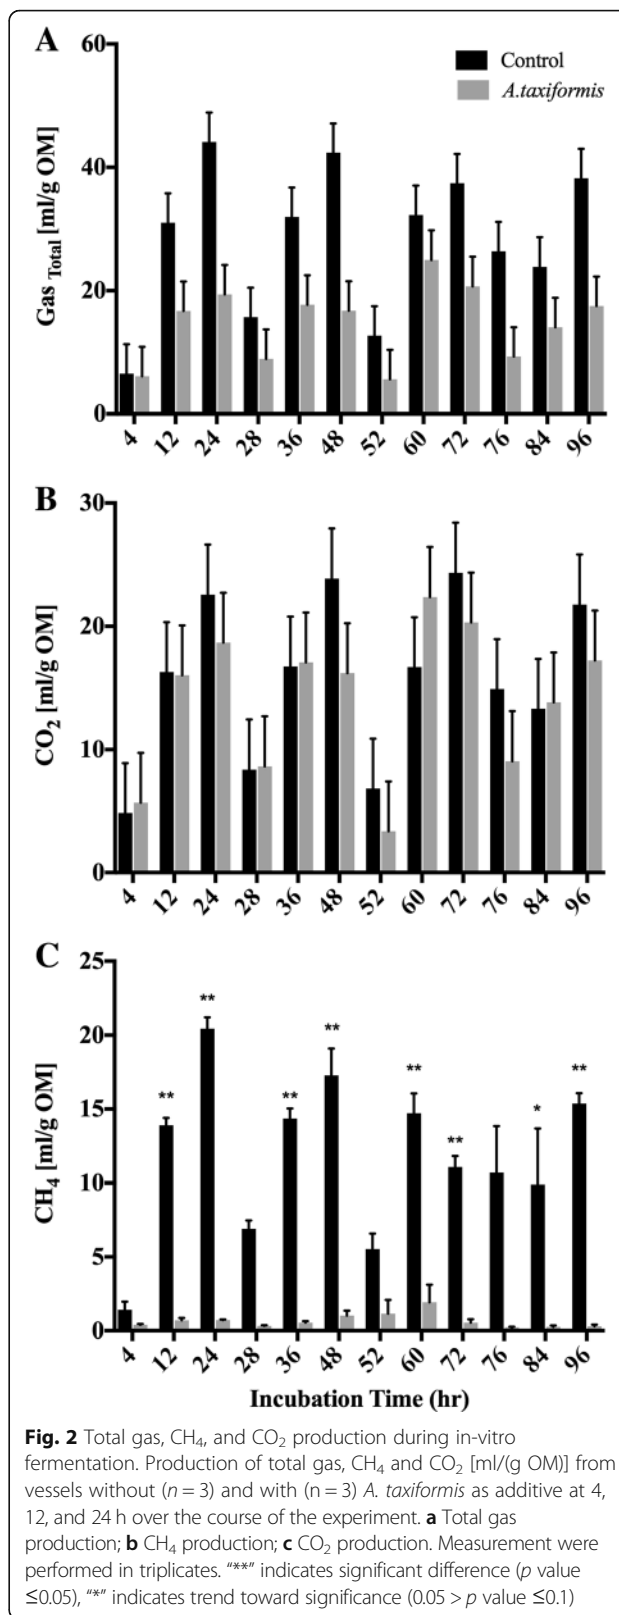 A
60
40
20
0
Gas Total [ml/g OM]
Control
A.taxiformis
4 12 24 28 36 48 52 60 72 76 84 96
B
30
20
10
0
CO2 [ml/g OM]
4 12 24 28 36 48 52 60 72 76 84 96
C
25
20
15
10
5
0
CH4 [ml/g OM]
** ** ** ** ** ** * **
4 12 24 28 36 48 52 60 72 76 84 96
Incubation Time (hr)
Fig. 2 Total gas, CH4, and CO2 production during in-vitro
fermentation. Production of total gas, CH4 and CO2 [ml/(g OM)] from
vessels without (n = 3) and with (n = 3) A. taxiformis as additive at 4,
12, and 24 h over the course of the experiment. a Total gas
production; b CH4 production; c CO2 production. Measurement were
performed in triplicates. “**” indicates significant difference (p value
≤0.05), “*” indicates trend toward significance (0.05 > p value ≤0.1)